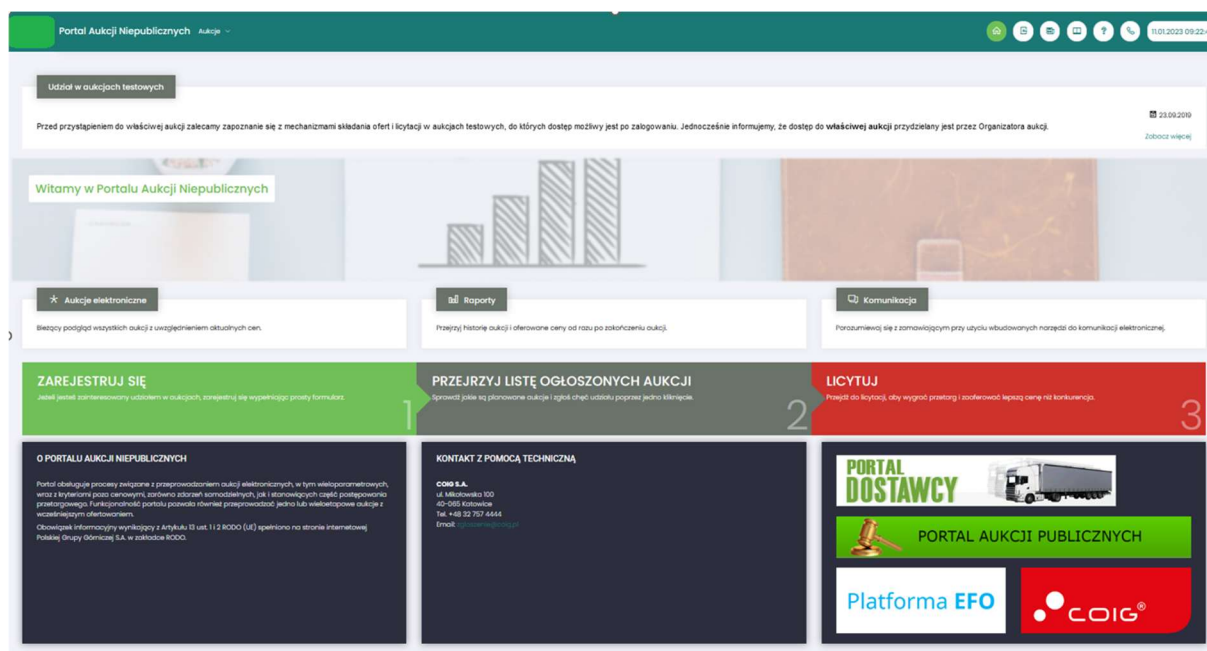 Portal Aukcji Niepublicznych Aukcje
11.01.2023 09:22:
Udział w aukcjach testowych
Przed przystąpieniem do właściwej aukcji zalecamy zapoznanie się z mechanizmami składania ofert i licytacji w aukcjach testowych, do których dostęp możliwy jest po zalogowaniu. Jednocześnie informujemy, że dostęp do właściwej aukcji przydzielany jest przez Organizatora aukcji.
23.09.2019
Zobacz więcej
Witamy w Portalu Aukcji Niepublicznych
Aukcje elektroniczne
Bieżący podgląd wszystkich aukcji z uwzględnieniem aktualnych cen.
Raporty
Przejrzyj historię aukcji i oferowane ceny od razu po zakończeniu aukcji.
Komunikacja
Porozumiewaj się z zamawiającym przy użyciu wbudowanych narzędzi do komunikacji elektronicznej.
ZAREJESTRUJ SIĘ
Jeżeli jesteś zainteresowany udziałem w aukcjach, zarejestruj się wypełniając prosty formularz.
1
PRZEJRZYJ LISTĘ OGŁOSZONYCH AUKCJI
Sprawdź jakie są planowane aukcje i zgłoś chęć udziału poprzez jedno kliknięcie.
2
LICYTUJ
Przejdź do licytacji, aby wygrać przetarg i zaoferować lepszą cenę niż konkurencja.
3
O PORTALU AUKCJI NIEPUBLICZNYCH
Portal obsługuje procesy związane z przeprowadzaniem aukcji elektronicznych, w tym wieloparametrowych,
wraz z kryteriami poza cenowymi, zarówno zdarzeń samodzielnych, jak i stanowiących część postępowania
przetargowego. Funkcjonalność portalu pozwala również przeprowadzać jedno lub wieloetapowe aukcje z
wcześniejszym ofertowaniem.
Obowiązek informacyjny wynikający z Artykułu 13 ust. 1 i 2 RODO (UE) spełniono na stronie internetowej
Polskiej Grupy Górniczej S.A. w zakładce RODO.
KONTAKT Z POMOCĄ TECHNICZNĄ
COIG S.A.
ul. Mikołowska 100
40-065 Katowice
Tel. +48 32 757 4444
Email: zgloszenie@coig.pl
PORTAL
DOSTAWCY
PORTAL AUKCJI PUBLICZNYCH
Platforma EFO
COIG®